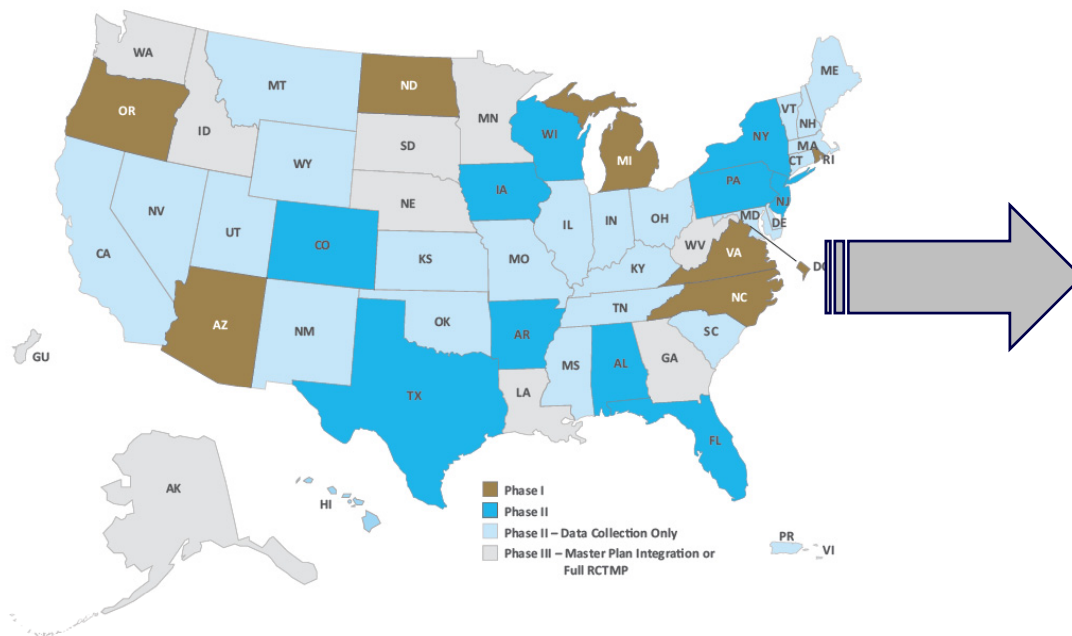 WA
MT
ND
MN
ME
VT
NH
OR
ID
SD
WI
NY
MA
WY
MI
CT
RI
IA
PA
NJ
NE
NV
UT
IL
IN
OH
MD
DE
CA
CO
WV
KS
MO
KY
VA
DC
TN
NC
AZ
NM
OK
AR
SC
GU
MS
AL
GA
LA
TX
FL
AK
HI
Phase I
Phase II
Phase II – Data Collection Only
Phase III – Master Plan Integration or
Full RCTMP
PR
VI